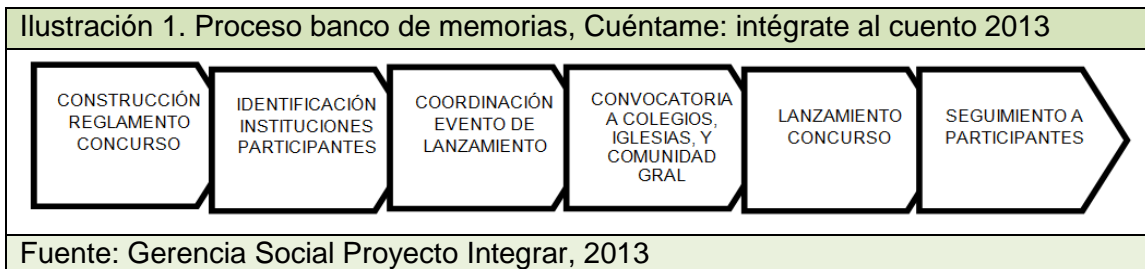 Ilustración 1. Proceso banco de memorias, Cuéntame: intégrate al cuento 2013
CONSTRUCCIÓN
REGLAMENTO
CONCURSO
IDENTIFICACIÓN
INSTITUCIONES
PARTICIPANTES
COORDINACIÓN
EVENTO DE
LANZAMIENTO
CONVOCATORIA
A COLEGIOS,
IGLESIAS, Y
COMUNIDAD
GRAL
LANZAMIENTO
CONCURSO
SEGUIMIENTO A
PARTICIPANTES
Fuente: Gerencia Social Proyecto Integrar, 2013